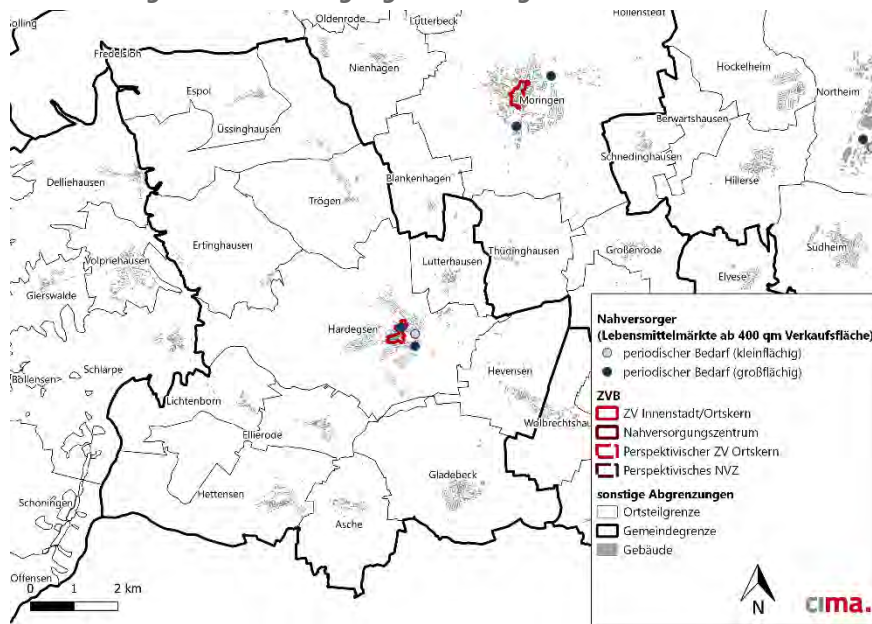 Golling
Oldenrode
Lutterbeck
Hollenstedt
Fredelsloh
Nienhagen
Hockelheim
Espol
Moringen
Northeim
Üssinghausen
Berwartshausen
Schnedinghausen
Delliehausen
Blankenhagen
Hillerse
Trögen
Volpriehausen
Ertinghausen
Thüdinghausen
Großenrode
Sudheim
Lutterhausen
Gierswalde
Elvese
Hardegsen
Schlarpe
Bollensen
Hevensen
Lichtenborn
Wolbrechtshau
Ellierode
Gladebeck
Schoningen
Hettensen
Asche
Offensen
0 1 2 km
Nahversorger
(Lebensmittelmärkte ab 400 qm Verkaufsfläche)
periodischer Bedarf (kleinflächig)
periodischer Bedarf (großflächig)
ZVB
ZV Innenstadt/Ortskern
Nahversorgungszentrum
Perspektivischer ZV Ortskern
Perspektivisches NVZ
sonstige Abgrenzungen
Ortsteilgrenze
Gemeindegrenze
Gebäude
N
cima.